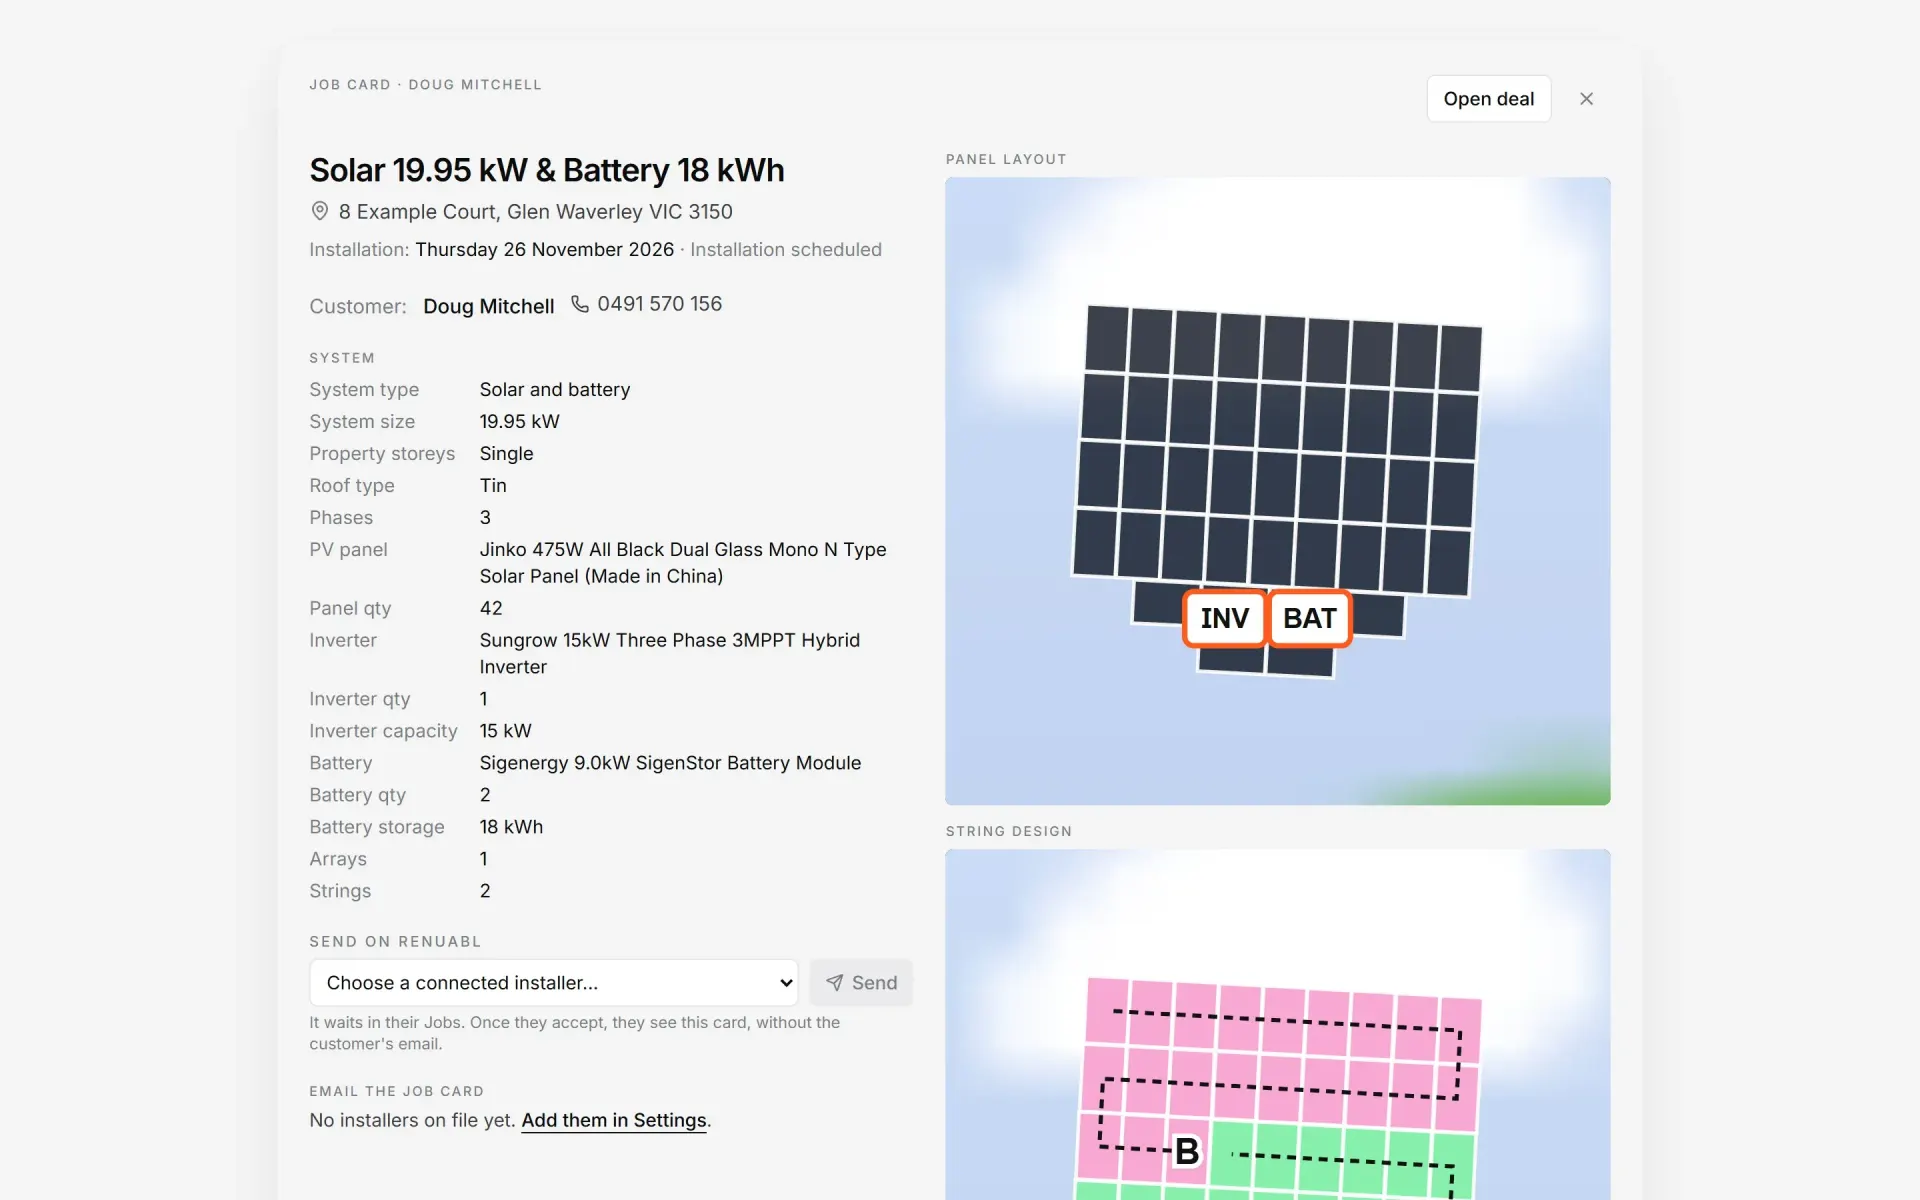 JOB CARD · DOUG MITCHELL
Open deal
Solar 19.95 kW & Battery 18 kWh
8 Example Court, Glen Waverley VIC 3150
Installation: Thursday 26 November 2026 · Installation scheduled
Customer: Doug Mitchell 0491 570 156
SYSTEM
System type Solar and battery
System size 19.95 kW
Property storeys Single
Roof type Tin
Phases 3
PV panel Jinko 475W All Black Dual Glass Mono N Type
Solar Panel (Made in China)
Panel qty 42
Inverter Sungrow 15kW Three Phase 3MPPT Hybrid
Inverter
Inverter qty 1
Inverter capacity 15 kW
Battery Sigenergy 9.0kW SigenStor Battery Module
Battery qty 2
Battery storage 18 kWh
Arrays 1
Strings 2
SEND ON RENUABL
Choose a connected installer...
Send
It waits in their Jobs. Once they accept, they see this card, without the
customer's email.
EMAIL THE JOB CARD
No installers on file yet. Add them in Settings.
PANEL LAYOUT
INV
BAT
STRING DESIGN
B